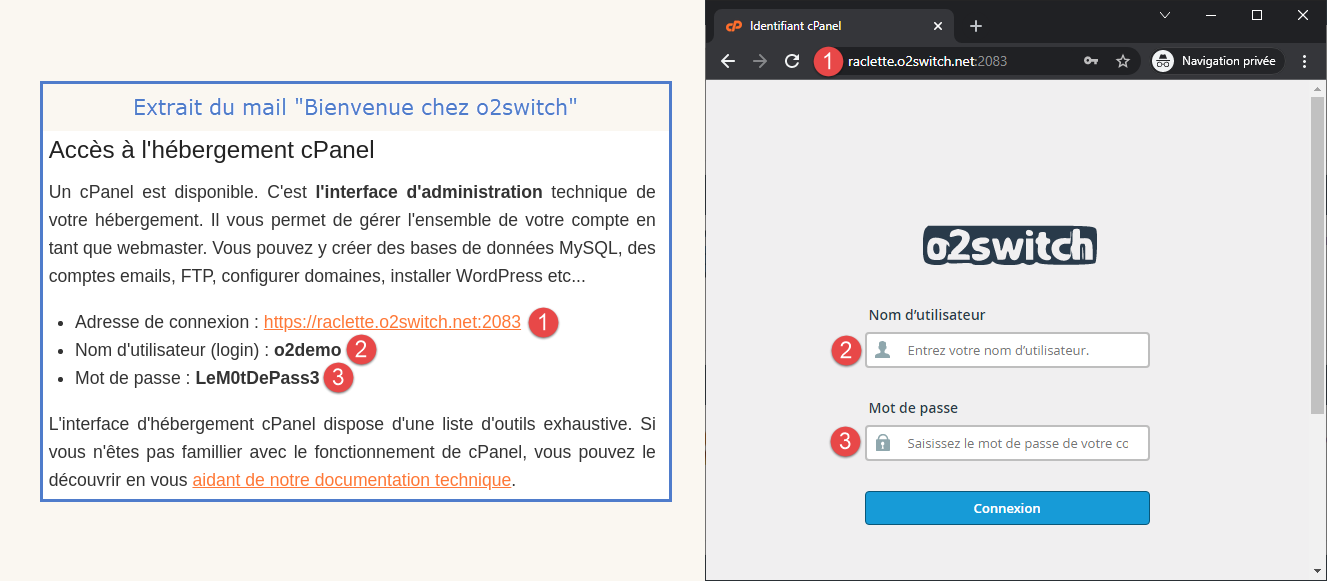 Extrait du mail "Bienvenue chez o2switch"
Accès à l'hébergement cPanel
Un cPanel est disponible. C'est l'interface d'administration technique de
votre hébergement. Il vous permet de gérer l'ensemble de votre compte en
tant que webmaster. Vous pouvez y créer des bases de données MySQL, des
comptes emails, FTP, configurer domaines, installer WordPress etc...
• Adresse de connexion : https://raclette.o2switch.net:2083 1
• Nom d'utilisateur (login) : o2demo 2
• Mot de passe : LeM0tDePass3 3
L'interface d'hébergement cPanel dispose d'une liste d'outils exhaustive. Si
vous n'êtes pas famillier avec le fonctionnement de cPanel, vous pouvez le
découvrir en vous aidant de notre documentation technique.
cP Identifiant cPanel
1 raclette.o2switch.net:2083 Navigation privée
o2switch
Nom d'utilisateur
2 Entrez votre nom d'utilisateur.
Mot de passe
3 Saisissez le mot de passe de votre cc
Connexion